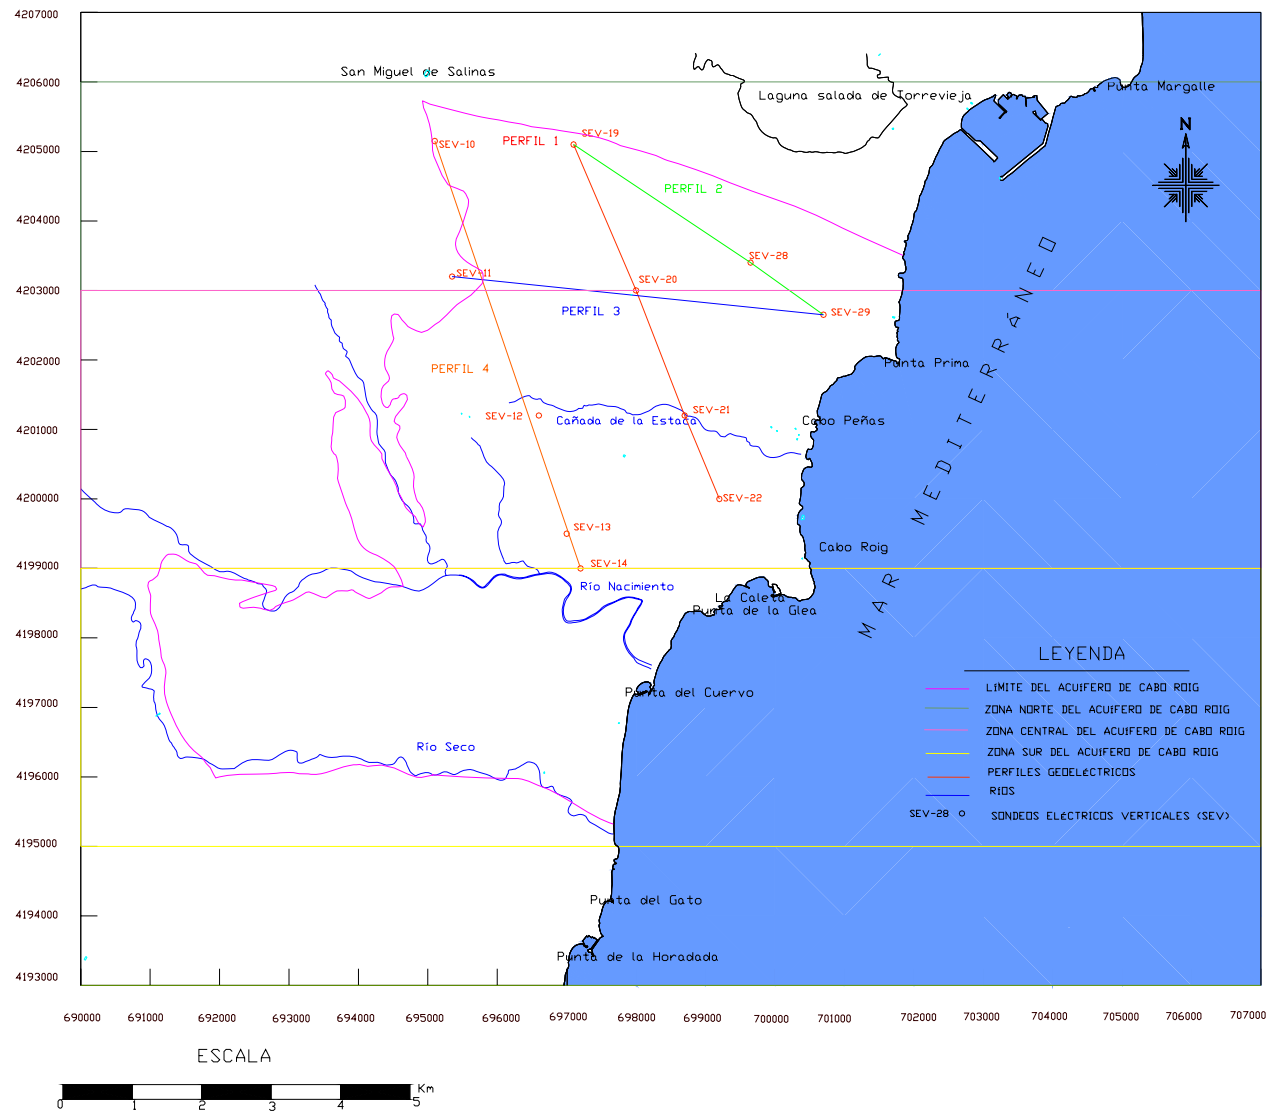 4207000
4206000
San Miguel de Salinas
Punta Margalle
Laguna salada de Torrevieja
N
SEV-19
PERFIL 1
SEV-10
4205000
PERFIL 2
4204000
SEV-28
SEV-11
SEV-20
4203000
PERFIL 3
SEV-29
4202000
PERFIL 4
Punta Prima
SEV-12
SEV-21
Cañada de la Estaca
Cabo Peñas
4201000
MAR MEDITERRÁNEO
4200000
SEV-22
SEV-13
Cabo Roig
4199000
SEV-14
Río Nacimiento
La Caleta
Punta de la Glea
4198000
LEYENDA
LíMITE DEL ACUíFERO DE CABO ROIG
Punta del Cuervo
4197000
ZONA NORTE DEL ACUíFERO DE CABO ROIG
ZONA CENTRAL DEL ACUíFERO DE CABO ROIG
Río Seco
ZONA SUR DEL ACUíFERO DE CABO ROIG
4196000
PERFILES GEOELéCTRICOS
RíOS
SEV-28
SONDEOS ELéCTRICOS VERTICALES (SEV)
4195000
Punta del Gato
4194000
Punta de la Horadada
4193000
690000 691000 692000 693000 694000 695000 696000 697000 698000 699000 700000 701000 702000 703000 704000 705000 706000 707000
ESCALA
Km
0 1 2 3 4 5